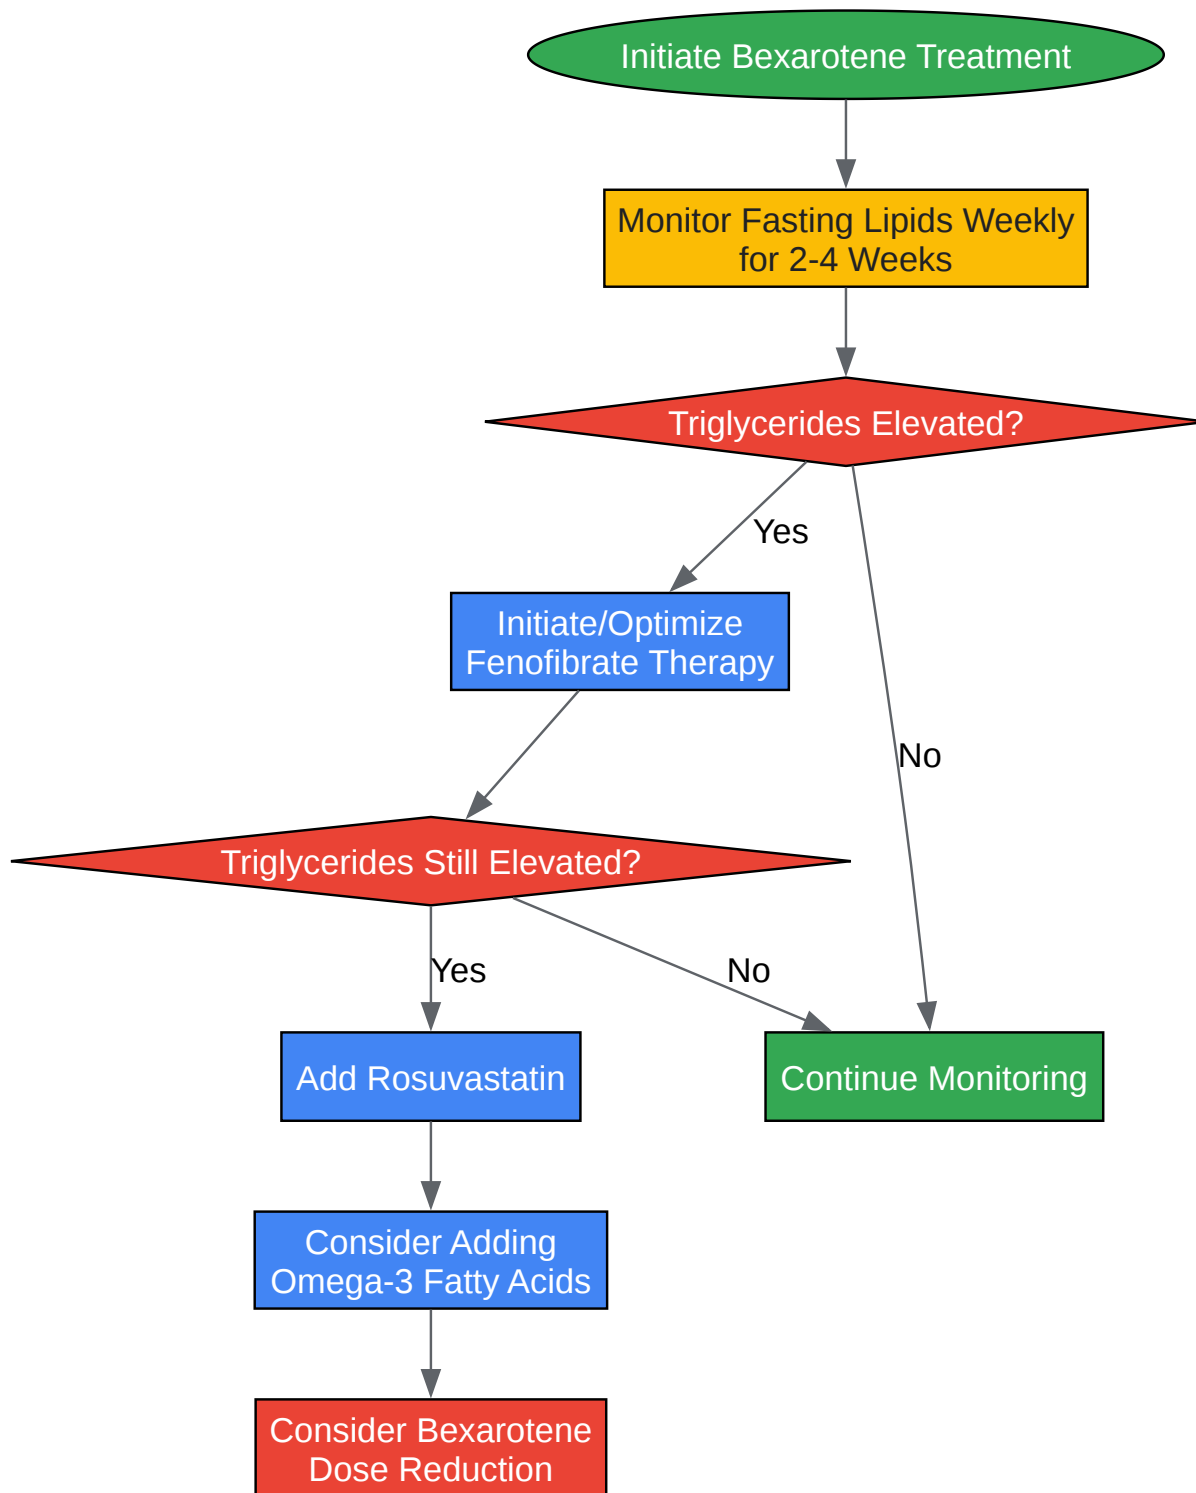 Initiate Bexarotene Treatment
Monitor Fasting Lipids Weekly
for 2-4 Weeks
Triglycerides Elevated?
Yes
Initiate/Optimize
Fenofibrate Therapy
No
Triglycerides Still Elevated?
Yes
No
Add Rosuvastatin
Continue Monitoring
Consider Adding
Omega-3 Fatty Acids
Consider Bexarotene
Dose Reduction